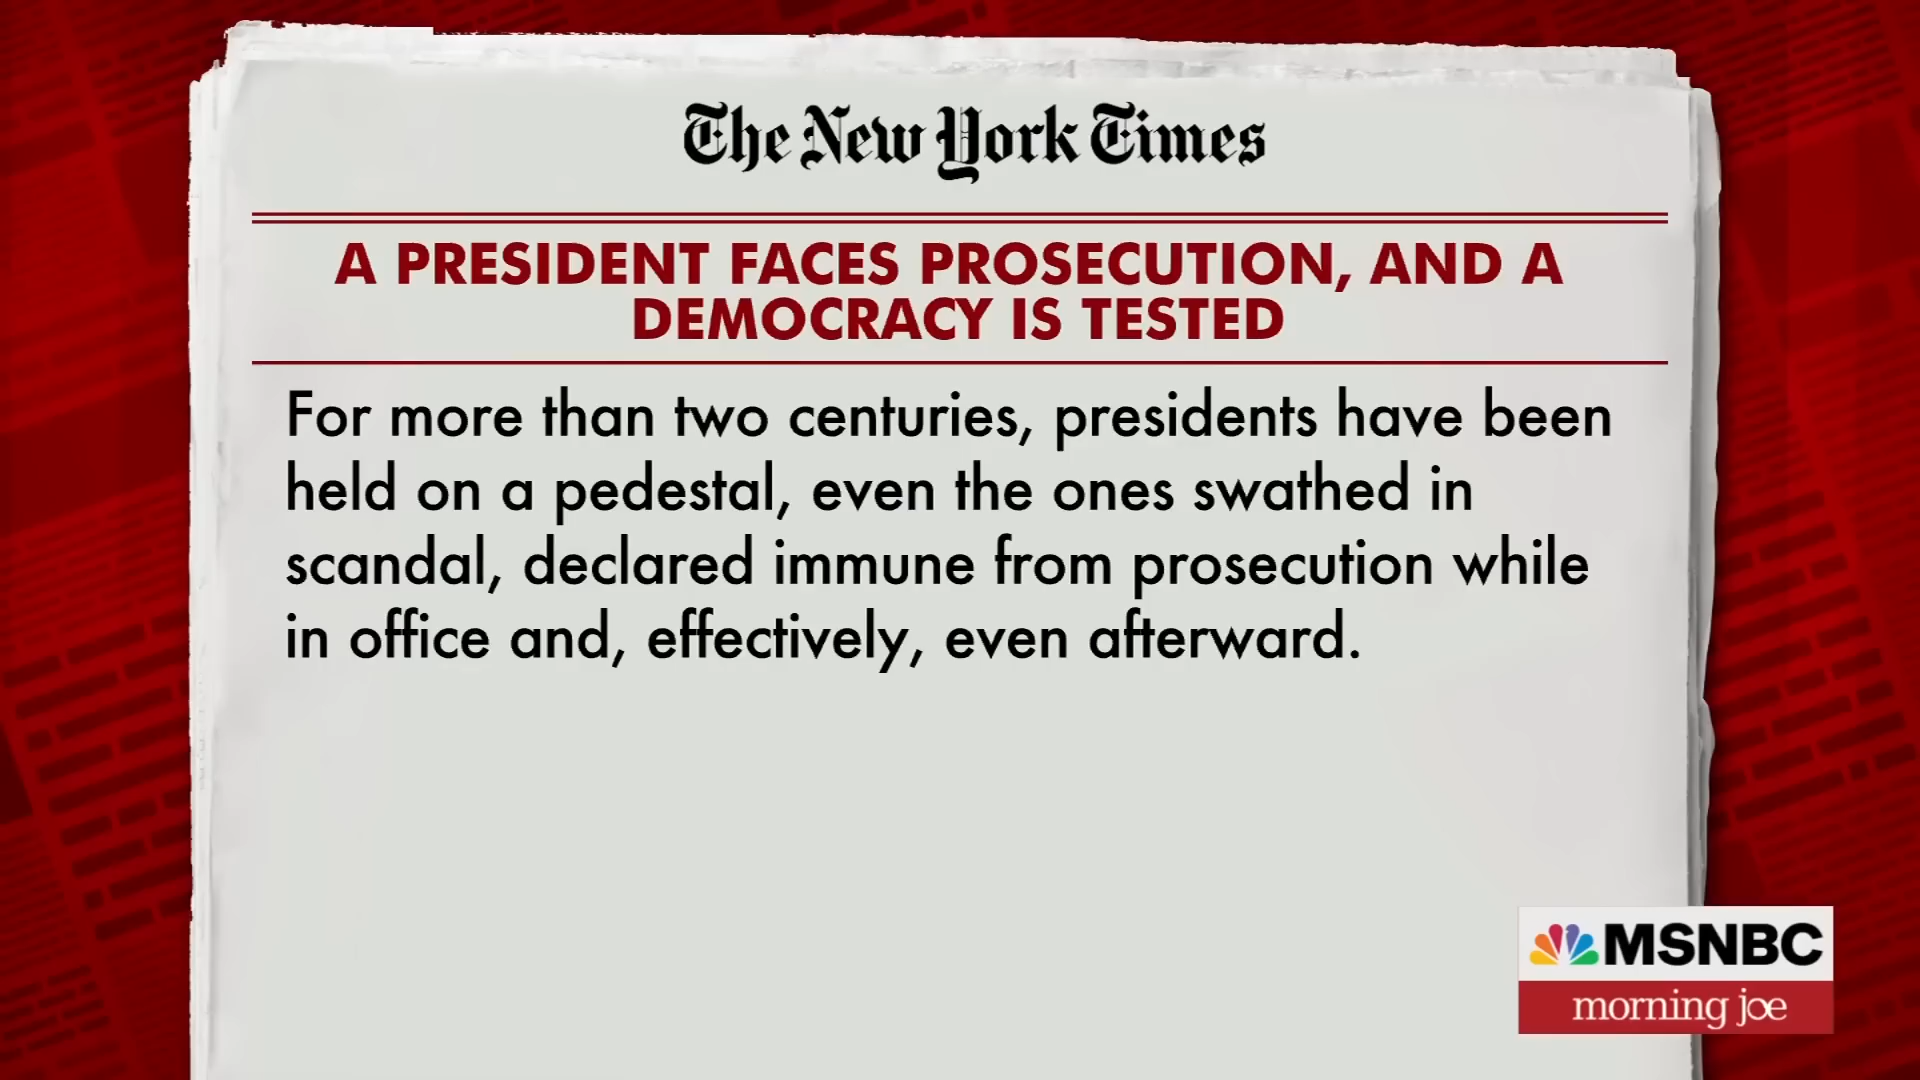 The New York Times
A PRESIDENT FACES PROSECUTION, AND A
DEMOCRACY IS TESTED
For more than two centuries, presidents have been
held on a pedestal, even the ones swathed in
scandal, declared immune from prosecution while
in office and, effectively, even afterward.
MSNBC
morning joe